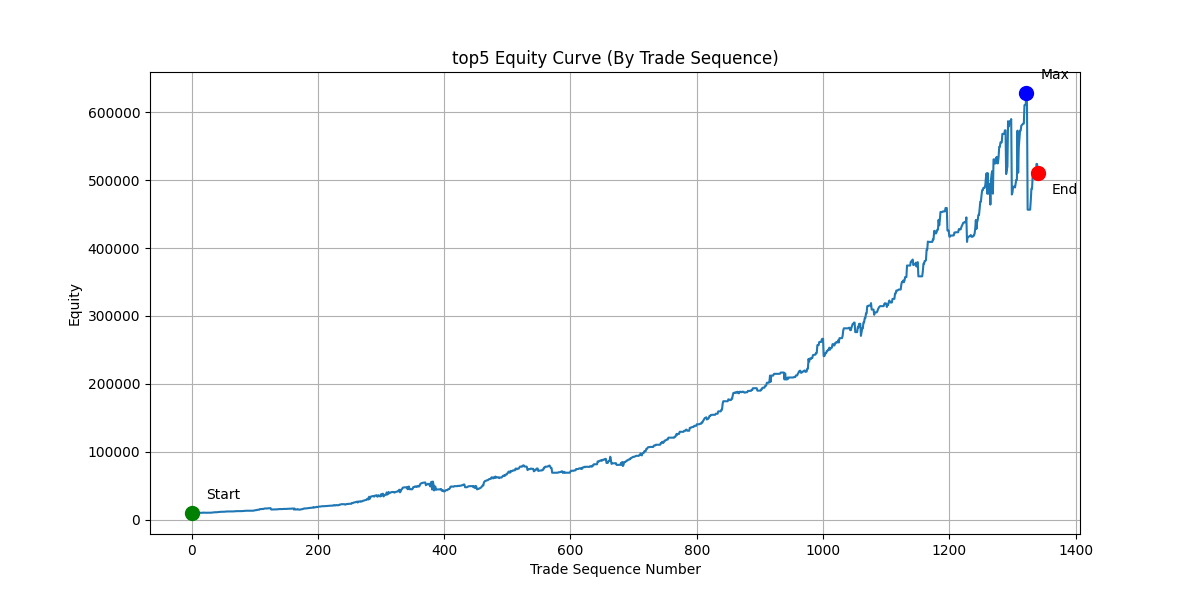 top5 Equity Curve (By Trade Sequence)
Max
600000
500000
End
400000
Equity
300000
200000
100000
Start
0
0 200 400 600 800 1000 1200 1400
Trade Sequence Number